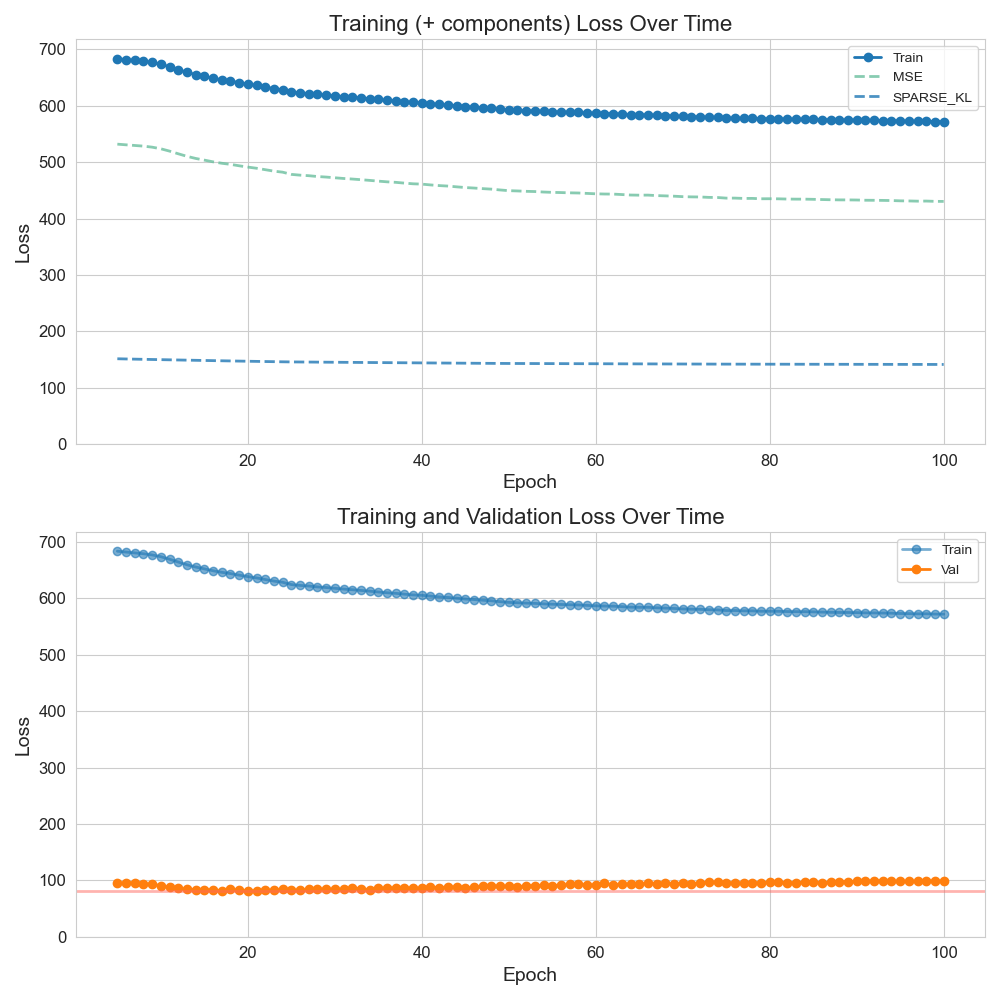 Training (+ components) Loss Over Time
700
600
500
400
300
200
100
0
Loss
Train
MSE
SPARSE_KL
20 40 60 80 100
Epoch
Training and Validation Loss Over Time
700
600
500
400
300
200
100
0
Loss
Train
Val
20 40 60 80 100
Epoch